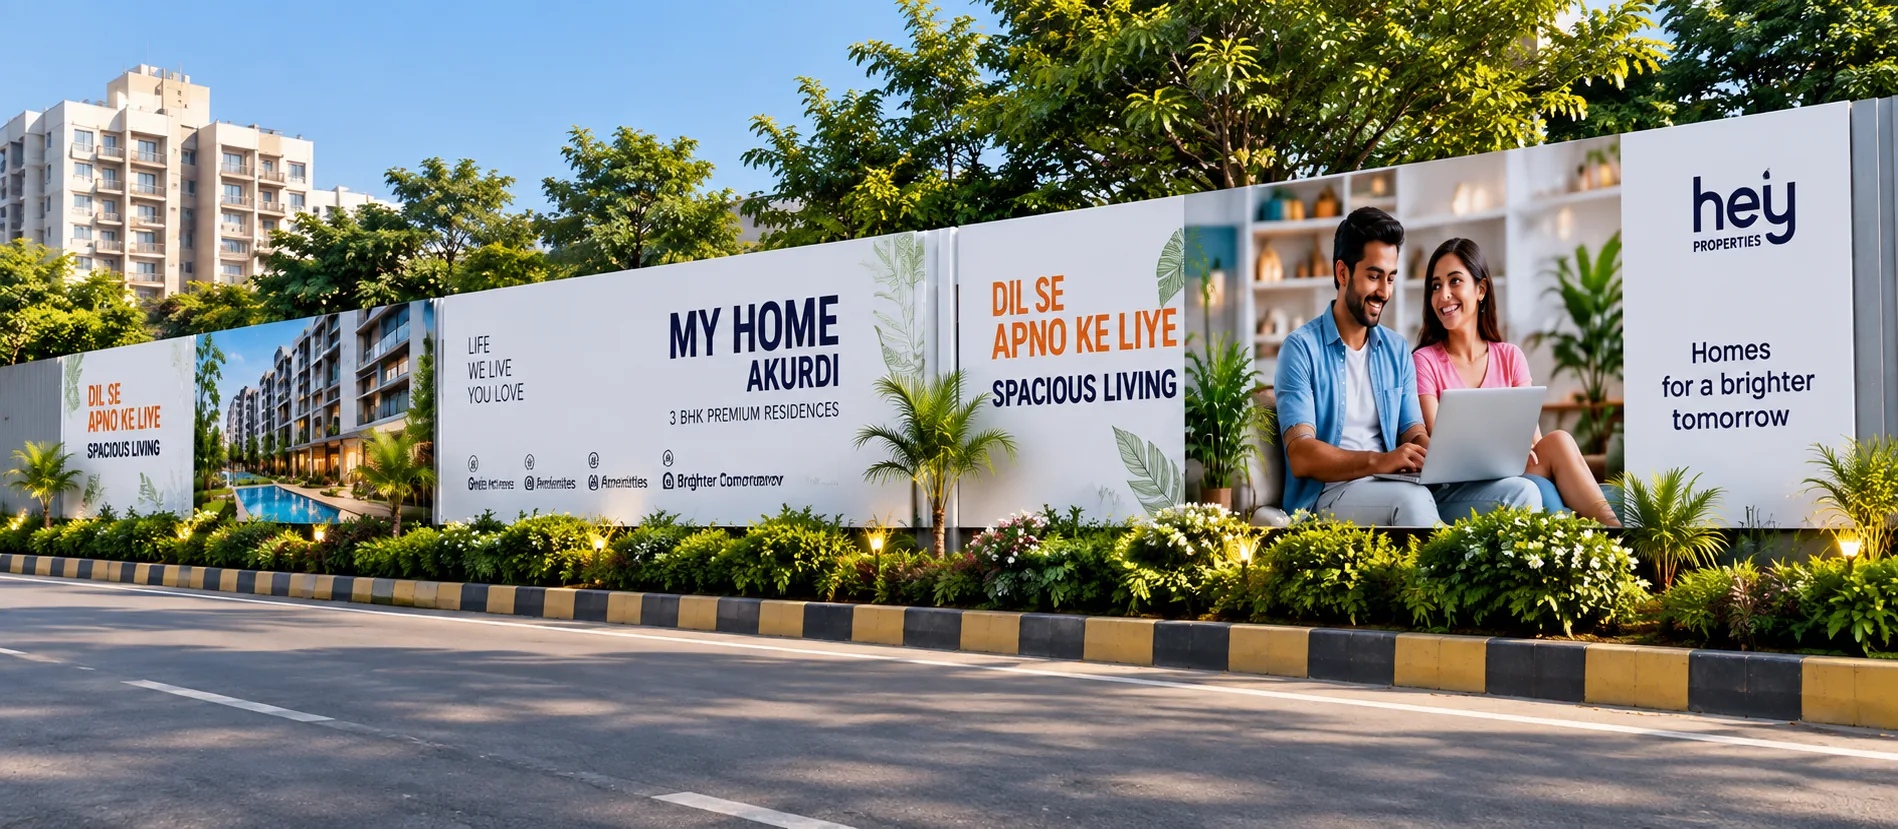 DIL SE
APNO KE LIYE
SPACIOUS LIVING
LIFE
WE LIVE
YOU LOVE
MY HOME
AKURDI
3 BHK PREMIUM RESIDENCES
Brighter
DIL SE
APNO KE LIYE
SPACIOUS LIVING
hey
PROPERTIES
Homes
for a brighter
tomorrow